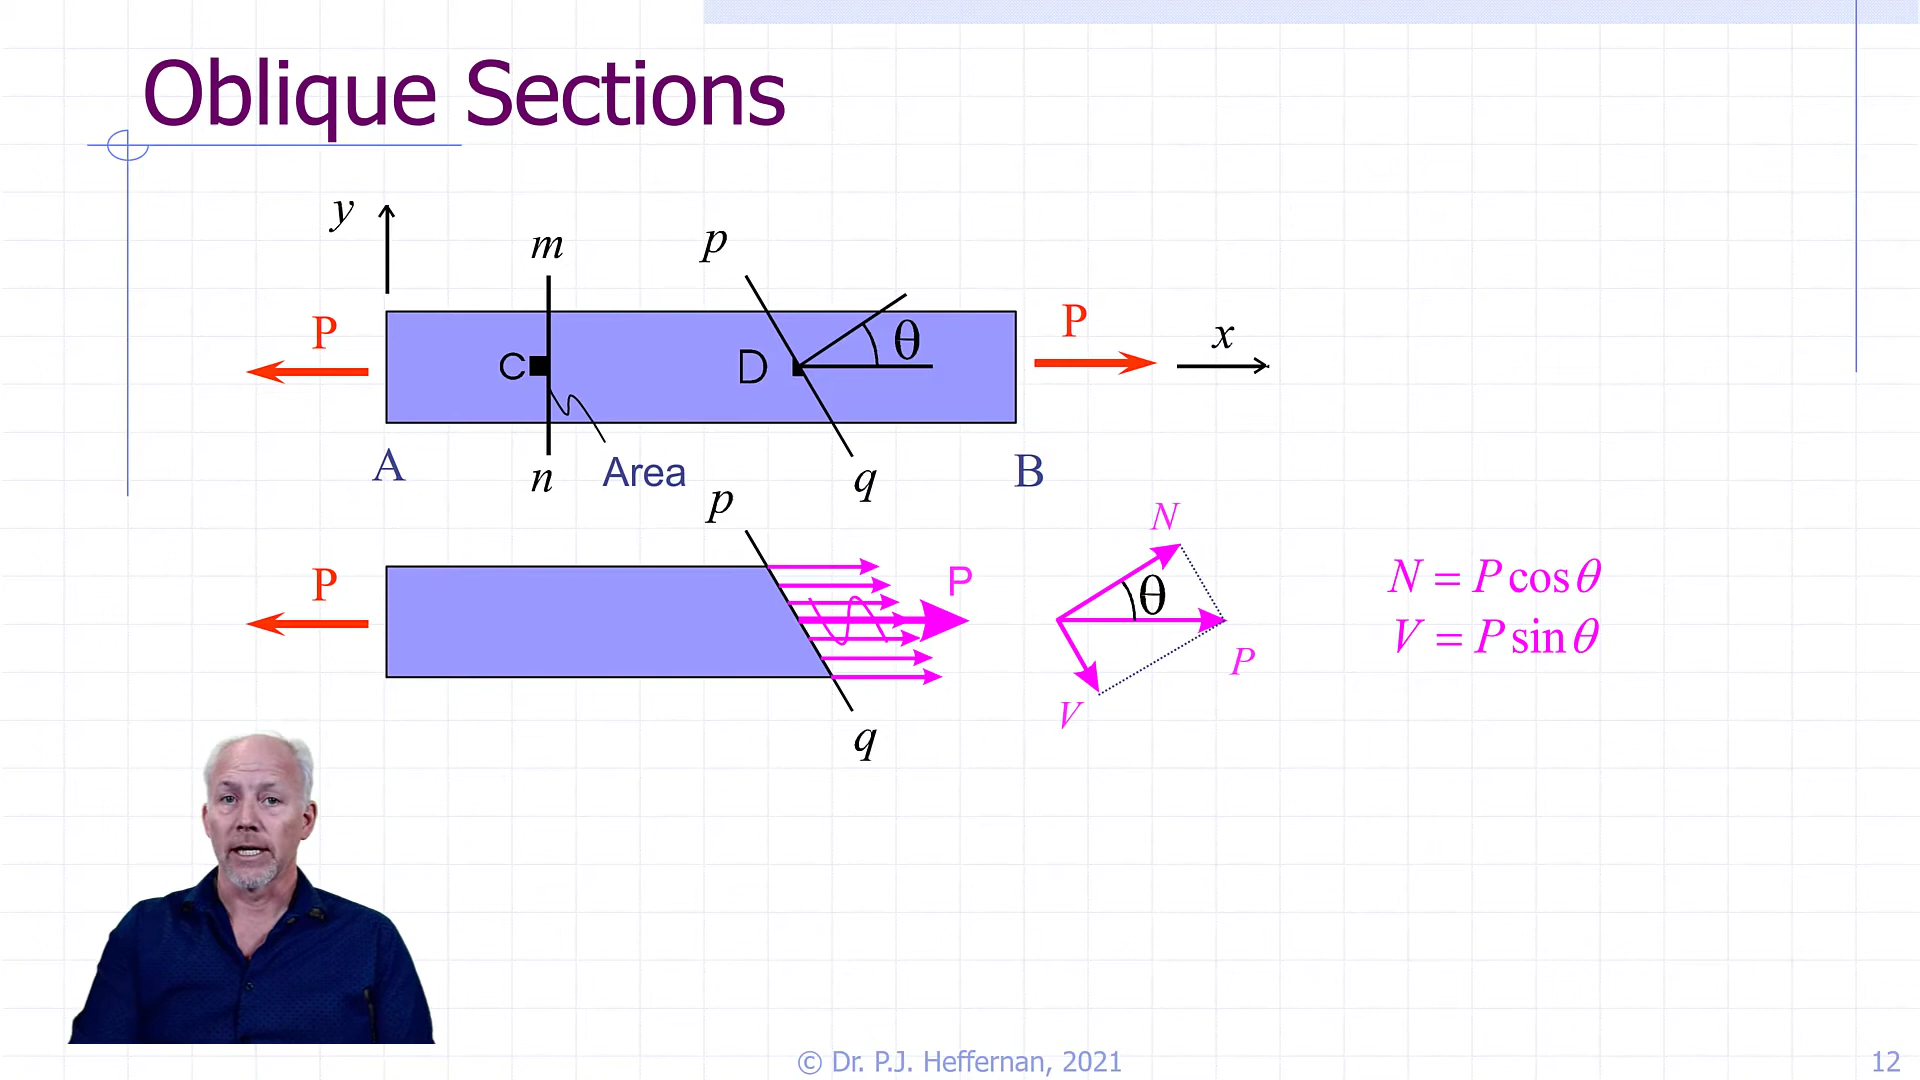 Oblique Sections
y
m
p
P
C
D
θ
P
x
A
n
Area
q
B
p
P
P
q
N
θ
P
V
N = P cos θ
V = P sin θ
© Dr. P.J. Heffernan, 2021
12